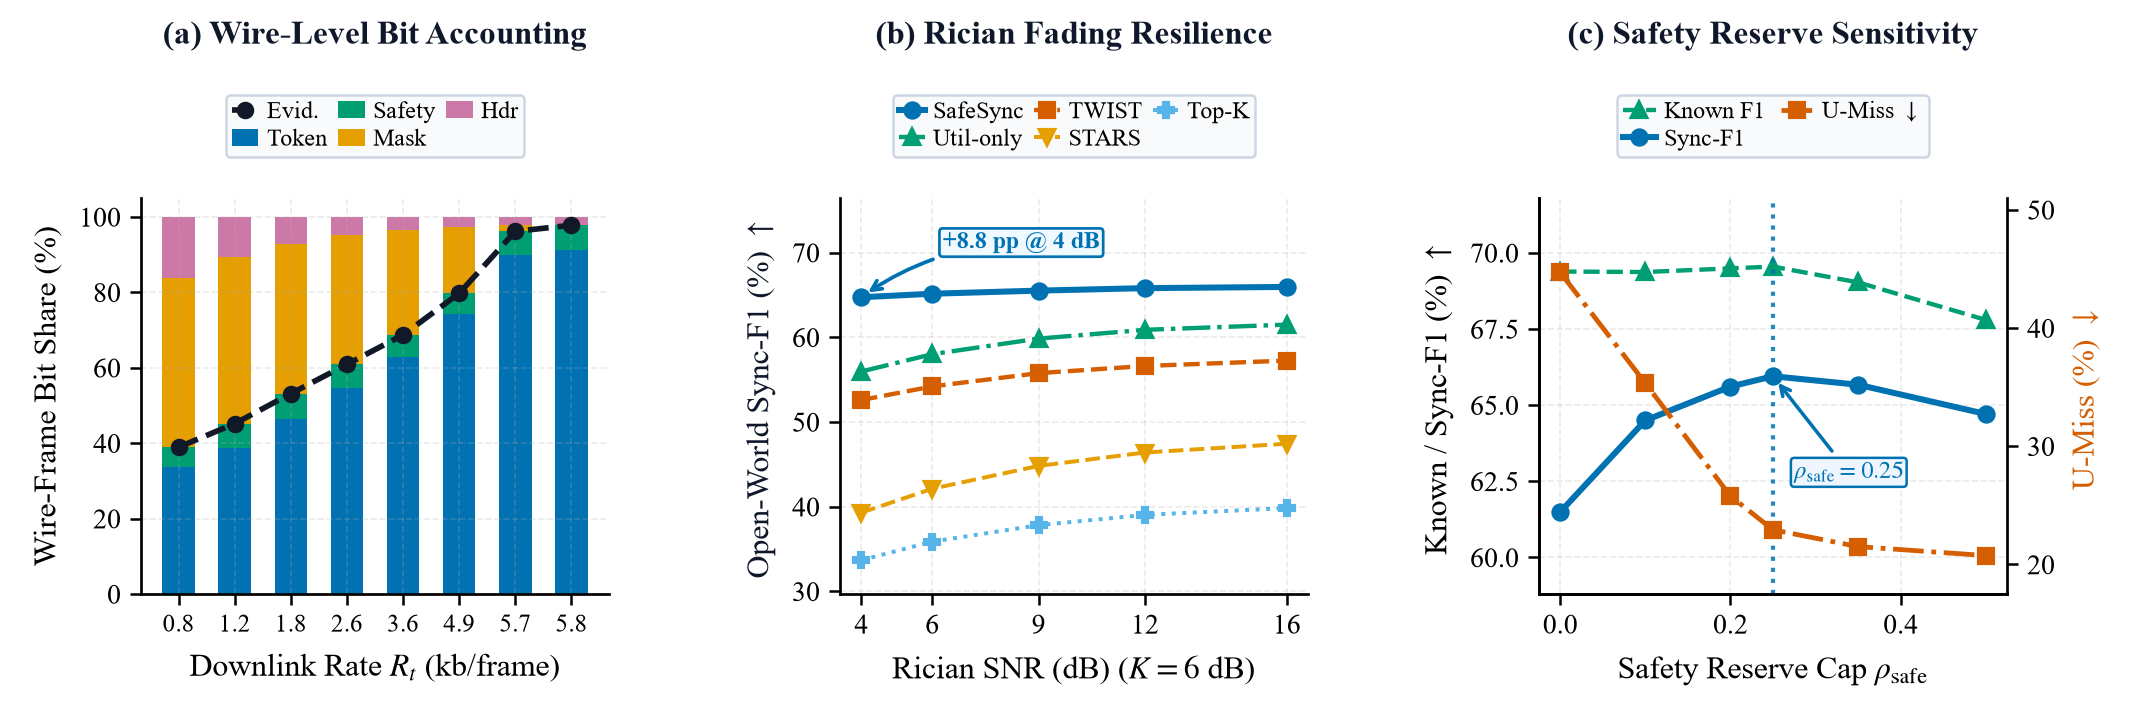 (a) Wire-Level Bit Accounting
Evid. Safety Hdr
Token Mask
Wire-Frame Bit Share (%)
100
80
60
40
20
0
0.8 1.2 1.8 2.6 3.6 4.9 5.7 5.8
Downlink Rate R_t (kb/frame)
(b) Rician Fading Resilience
SafeSync TWIST Top-K
Util-only STARS
Open-World Sync-F1 (%) ↑
+8.8 pp @ 4 dB
70
60
50
40
30
4 6 9 12 16
Rician SNR (dB) (K = 6 dB)
(c) Safety Reserve Sensitivity
Known F1 U-Miss ↓
Sync-F1
Known / Sync-F1 (%) ↑
70.0
67.5
65.0
62.5
60.0
ρ_safe = 0.25
50
40
30
20
U-Miss (%) ↓
0.0 0.2 0.4
Safety Reserve Cap ρ_safe